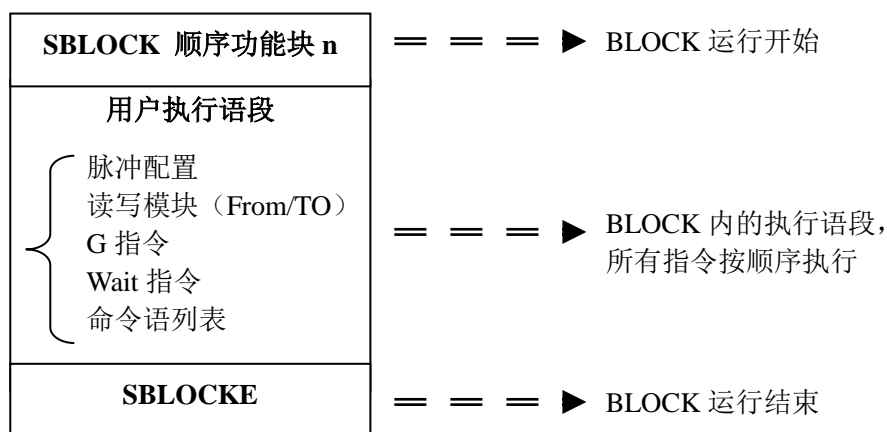 SBLOCK 顺序功能块 n
BLOCK 运行开始
用户执行语段
脉冲配置
读写模块（From/TO）
G 指令
Wait 指令
命令语列表
BLOCK 内的执行语段，
所有指令按顺序执行
SBLOCKE
BLOCK 运行结束